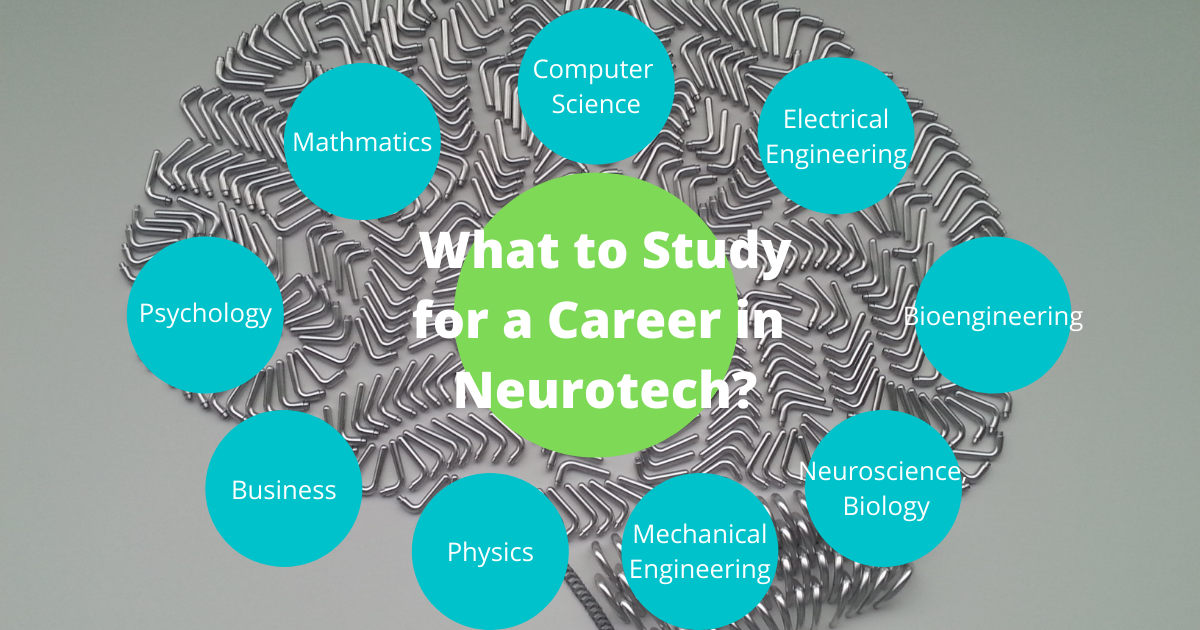 Computer
Science
Electrical
Engineering
Mathmatics
What to Study
for a Career in
Neurotech?
Psychology
Bioengineering
Neuroscience,
Biology
Business
Physics
Mechanical
Engineering